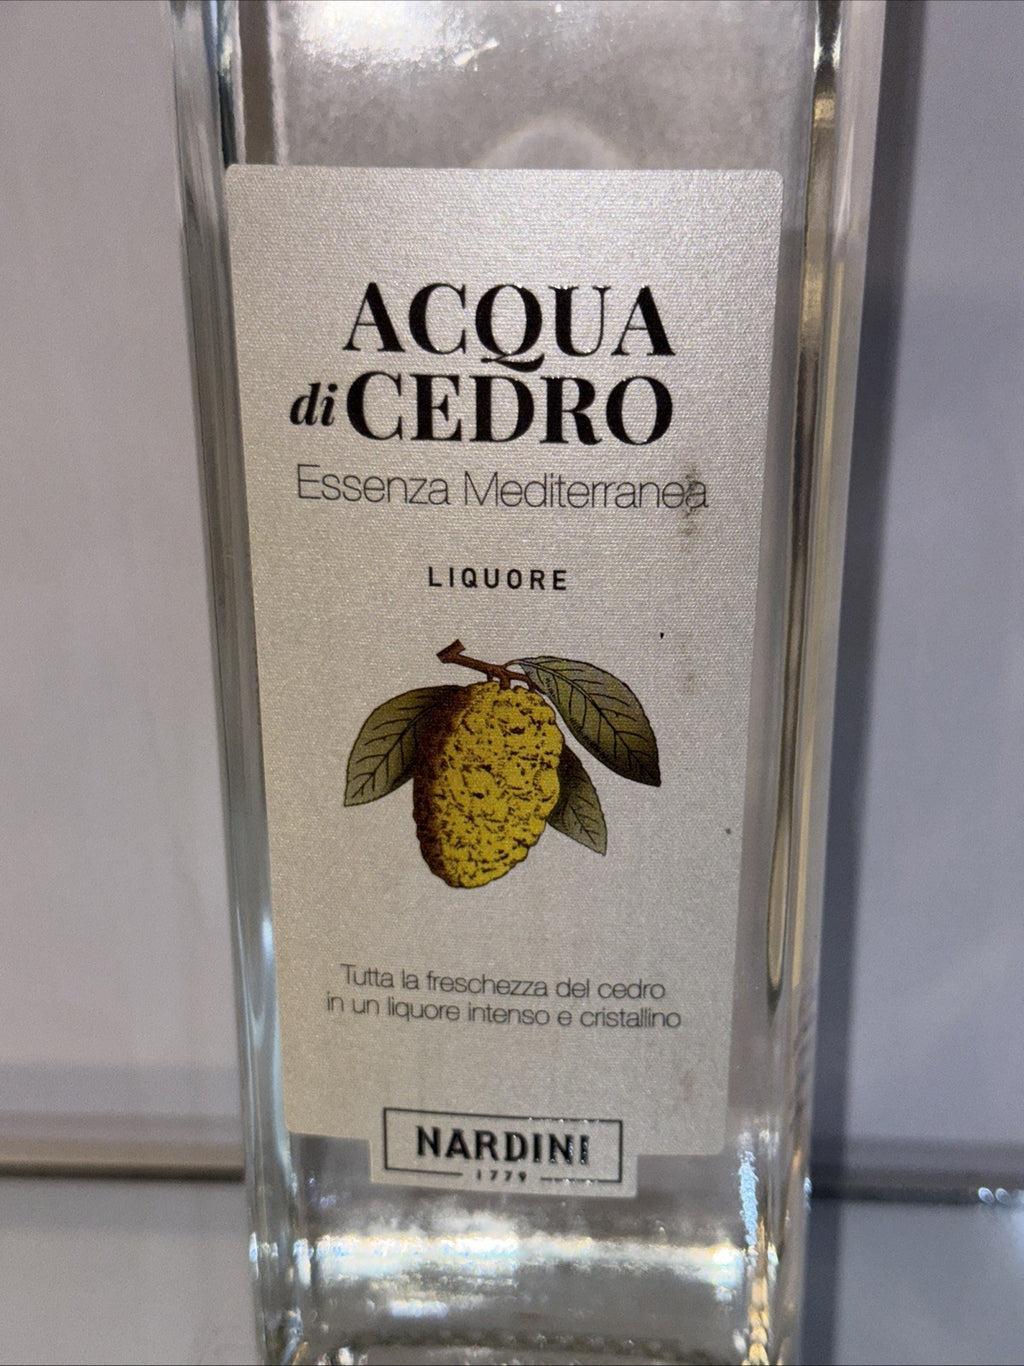 ACQUA
di CEDRO
Essenza Mediterranea
LIQUORE
Tutta la freschezza del cedro
in un liquore intenso e cristallino
NARDINI
1779